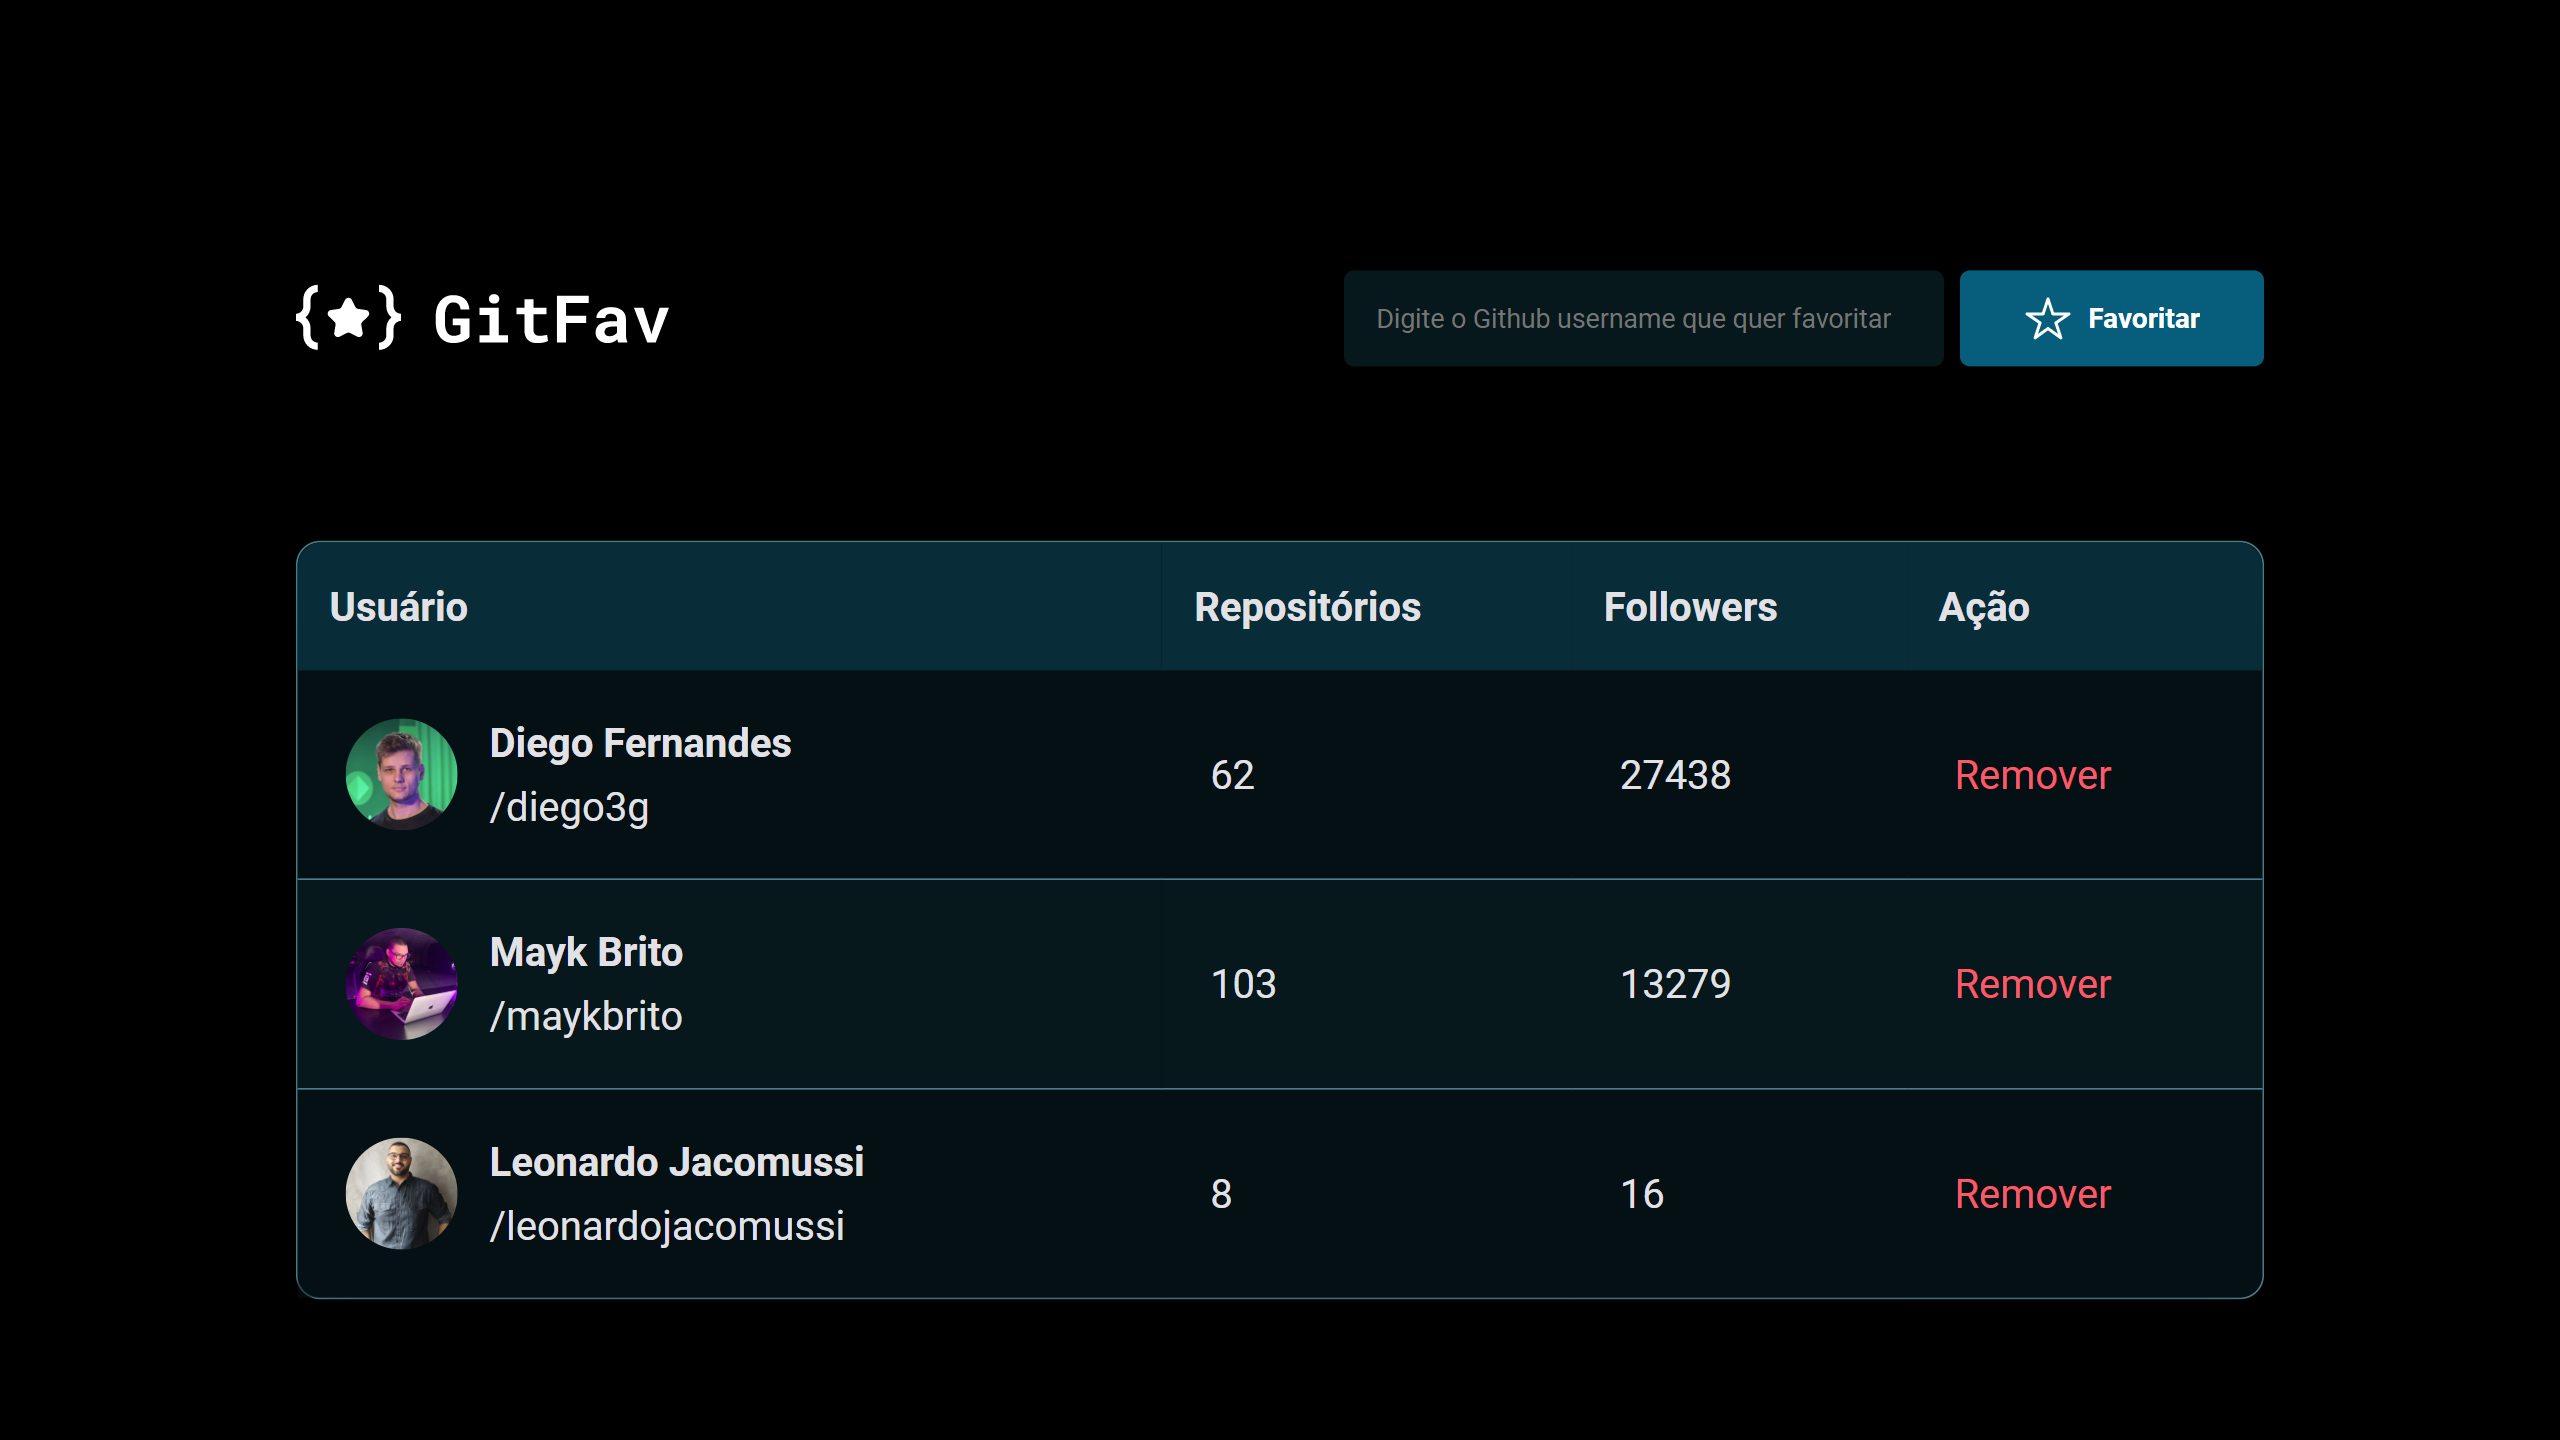 GitFav
Digite o Github username que quer favoritar
Favoritar
Usuário Repositórios Followers Ação
Diego Fernandes
/diego3g
62 27438 Remover
Mayk Brito
/maykbrito
103 13279 Remover
Leonardo Jacomussi
/leonardojacomussi
8 16 Remover